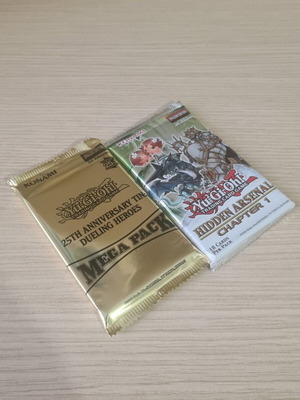 KONAMI
Yu-Gi-Oh!
25TH ANNIVERSARY TIN
DUELING HEROES
MEGA PACK
Yu-Gi-Oh!
HIDDEN ARSENAL
CHAPTER 1
18 CARDS
PER PACK